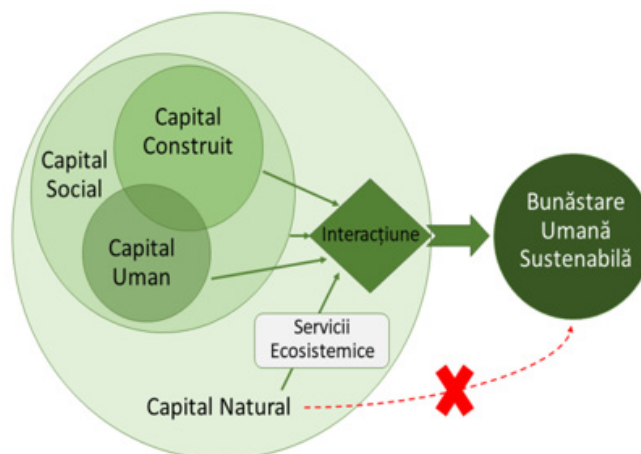 Capital
Construit
Capital
Social
Capital
Uman
Interacțiune
Bunăstare
Umană
Sustenabilă
Servicii
Ecosistemice
Capital Natural